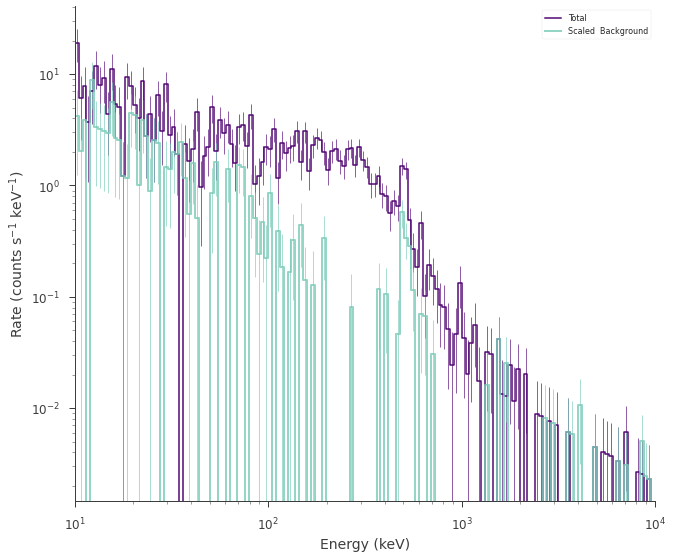 Total
Scaled Background
Rate (counts s⁻¹ keV⁻¹)
10¹
10⁰
10⁻¹
10⁻²
10¹ 10² 10³ 10⁴
Energy (keV)